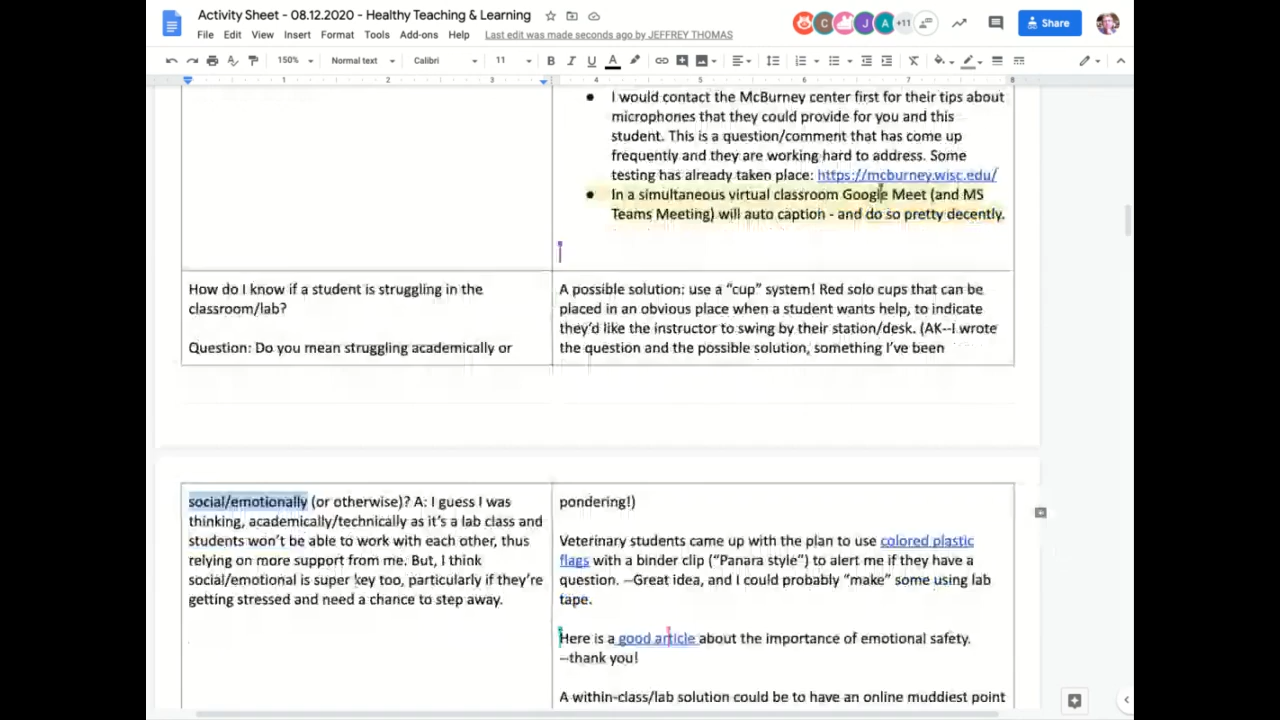 Activity Sheet - 08.12.2020 - Healthy Teaching & Learning
File Edit View Insert Format Tools Add-ons Help Last edit was made seconds ago by JEFFREY THOMAS
C J A +11
Share
150% Normal text Calibri 11 B I U A
1 2 3 4 5 6 7 8
I would contact the McBurney center first for their tips about
microphones that they could provide for you and this
student. This is a question/comment that has come up
frequently and they are working hard to address. Some
testing has already taken place: https://mcburney.wisc.edu/
In a simultaneous virtual classroom Google Meet (and MS
Teams Meeting) will auto caption - and do so pretty decently.
How do I know if a student is struggling in the
classroom/lab?
Question: Do you mean struggling academically or
A possible solution: use a “cup” system! Red solo cups that can be
placed in an obvious place when a student wants help, to indicate
they’d like the instructor to swing by their station/desk. (AK--I wrote
the question and the possible solution, something I’ve been
social/emotionally (or otherwise)? A: I guess I was
thinking, academically/technically as it’s a lab class and
students won’t be able to work with each other, thus
relying on more support from me. But, I think
social/emotional is super key too, particularly if they’re
getting stressed and need a chance to step away.
pondering!)
Veterinary students came up with the plan to use colored plastic
flags with a binder clip (“Panara style”) to alert me if they have a
question. --Great idea, and I could probably “make” some using lab
tape.
Here is a good article about the importance of emotional safety.
--thank you!
A within-class/lab solution could be to have an online muddiest point